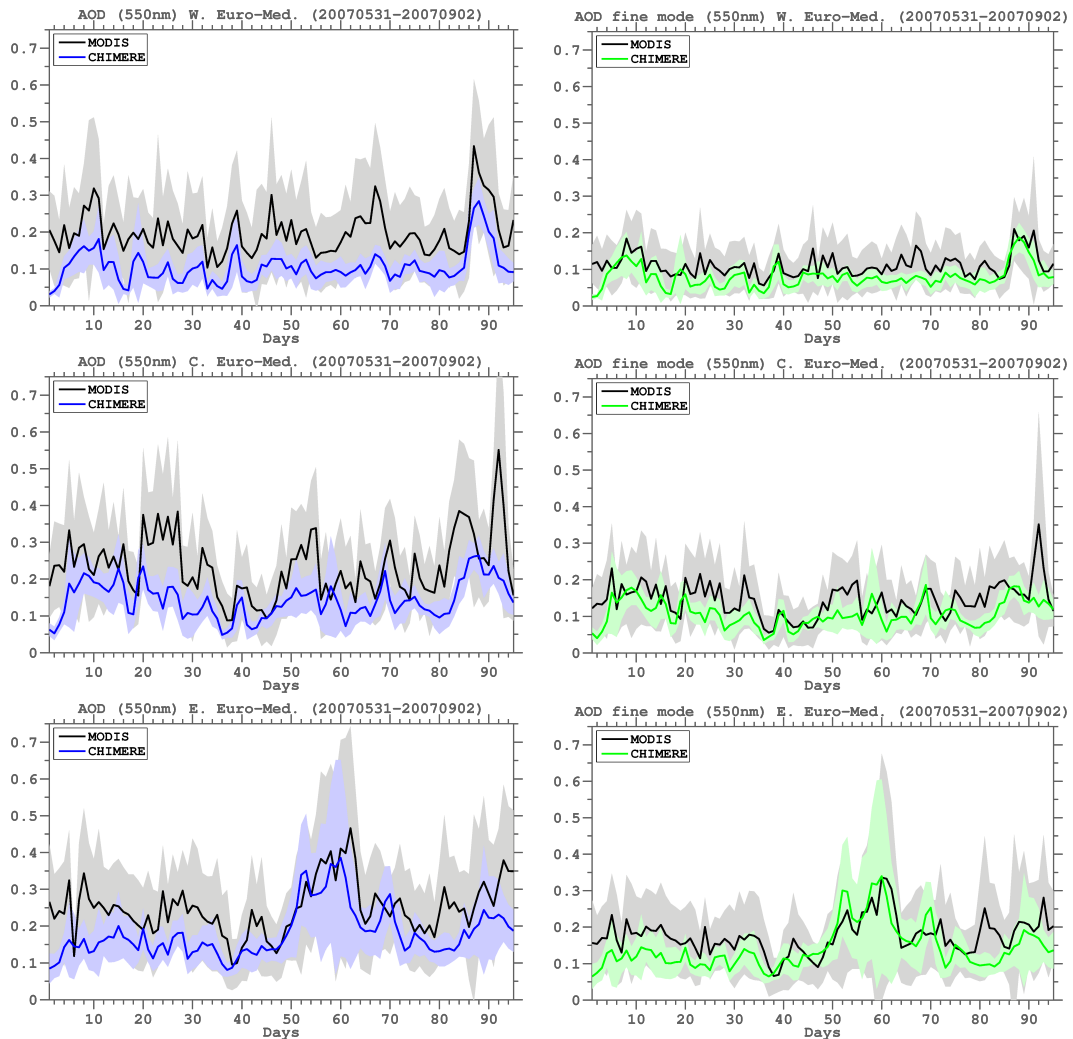 AOD (550nm) W. Euro-Med. (20070531-20070902)
MODIS
CHIMERE
0.7
0.6
0.5
0.4
0.3
0.2
0.1
0
10 20 30 40 50 60 70 80 90
Days
AOD fine mode (550nm) W. Euro-Med. (20070531-20070902)
MODIS
CHIMERE
0.7
0.6
0.5
0.4
0.3
0.2
0.1
0
10 20 30 40 50 60 70 80 90
Days
AOD (550nm) C. Euro-Med. (20070531-20070902)
MODIS
CHIMERE
0.7
0.6
0.5
0.4
0.3
0.2
0.1
0
10 20 30 40 50 60 70 80 90
Days
AOD fine mode (550nm) C. Euro-Med. (20070531-20070902)
MODIS
CHIMERE
0.7
0.6
0.5
0.4
0.3
0.2
0.1
0
10 20 30 40 50 60 70 80 90
Days
AOD (550nm) E. Euro-Med. (20070531-20070902)
MODIS
CHIMERE
0.7
0.6
0.5
0.4
0.3
0.2
0.1
0
10 20 30 40 50 60 70 80 90
Days
AOD fine mode (550nm) E. Euro-Med. (20070531-20070902)
MODIS
CHIMERE
0.7
0.6
0.5
0.4
0.3
0.2
0.1
0
10 20 30 40 50 60 70 80 90
Days